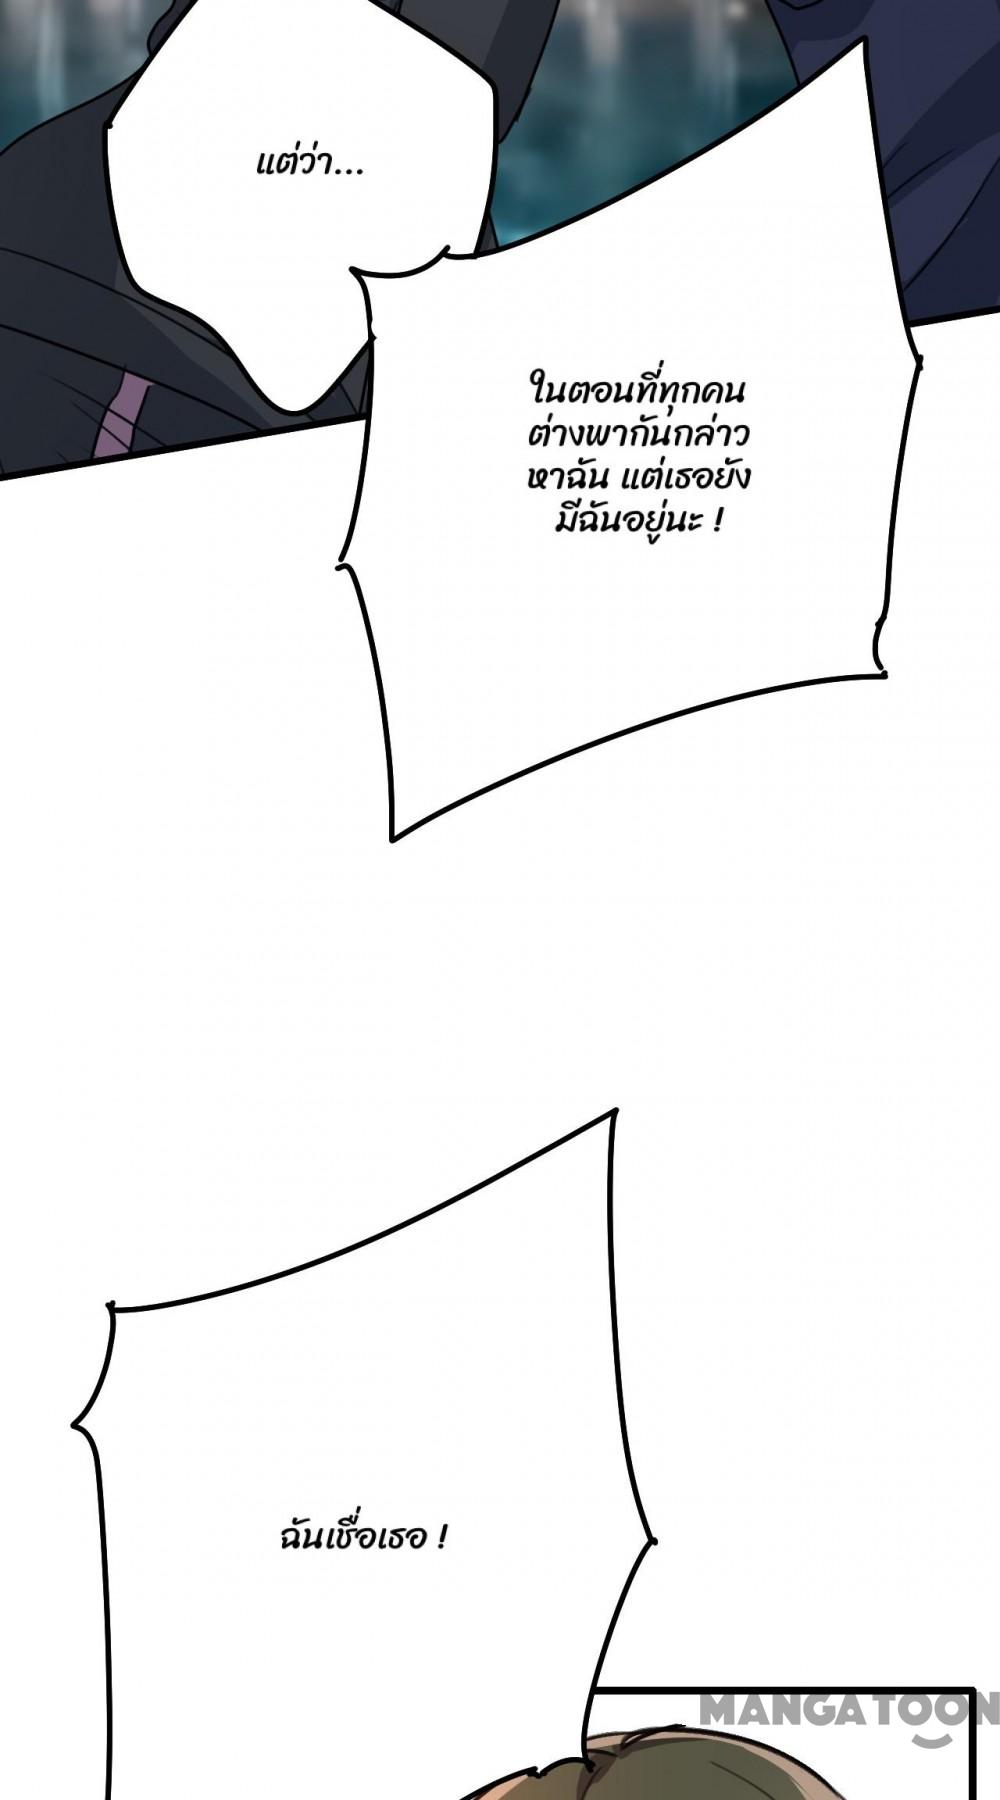 แต่ว่า...
ในตอนที่ทุกคน
ต่างพากันกล่าว
หาฉัน แต่เธอยัง
มีฉันอยู่นะ !
ฉันเชื่อเธอ !
MANGATOON